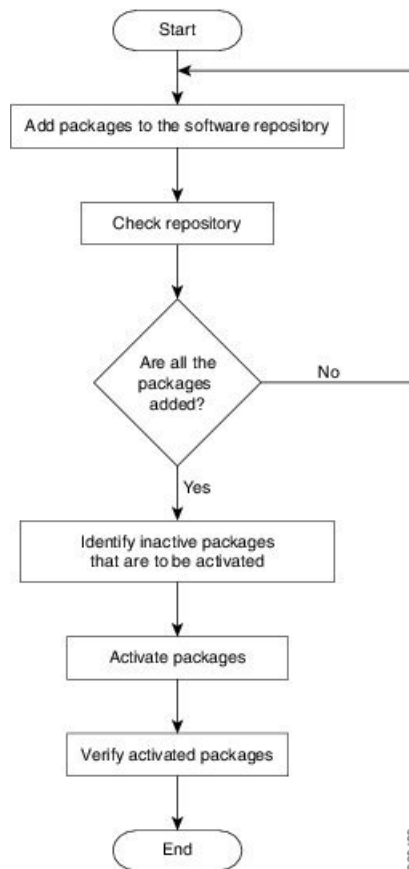 Start
Add packages to the software repository
Check repository
Are all the
packages
added?
No
Yes
Identify inactive packages
that are to be activated
Activate packages
Verify activated packages
End